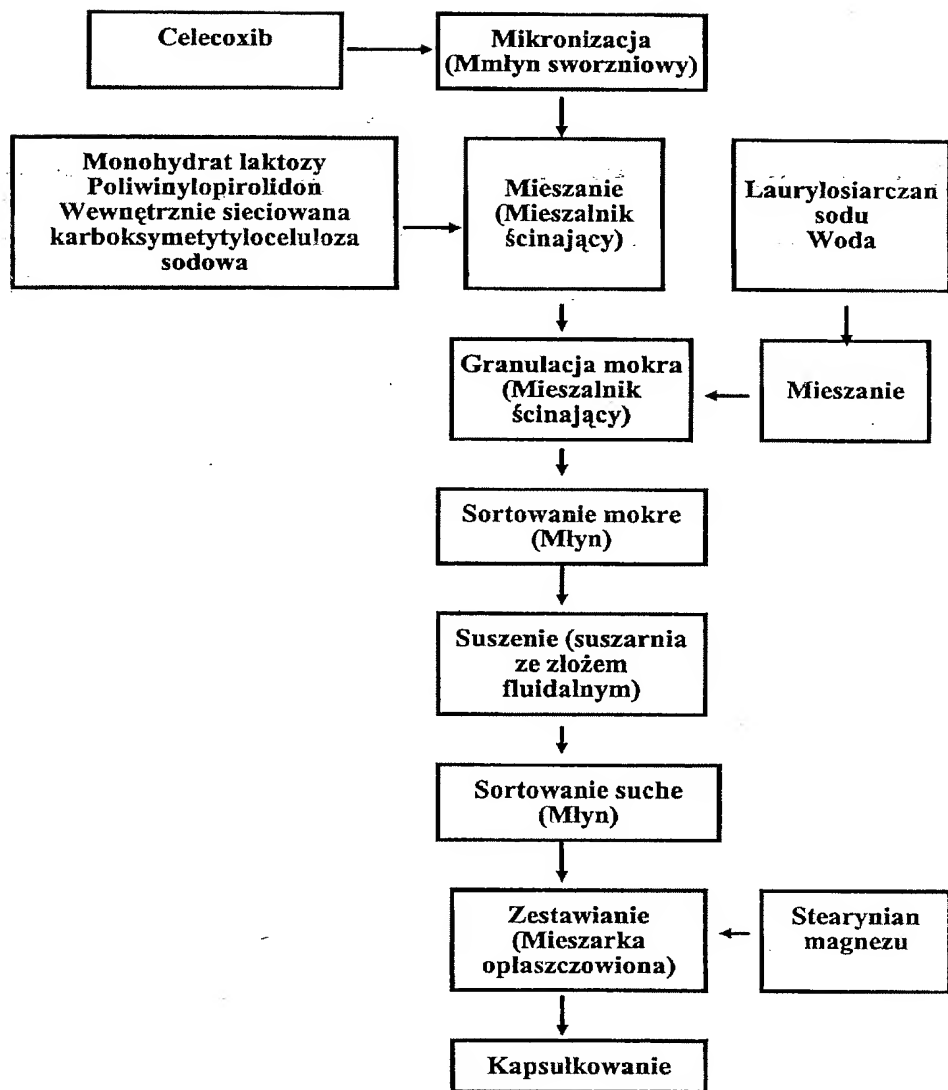 Celecoxib
Mikronizacja
(Mmłyn sworzniowy)
Monohydrat laktozy
Poliwinylopirolidon
Wewnętrznie sieciowana
karboksymetytyloceluloza
sodowa
Mieszanie
(Mieszalnik
ścinający)
Laurylosiarczan
sodu
Woda
Granulacja mokra
(Mieszalnik
ścinający)
Mieszanie
Sortowanie mokre
(Młyn)
Suszenie (suszarnia
ze złożem
fluidalnym)
Sortowanie suche
(Młyn)
Zestawianie
(Mieszarka
opłaszczowiona)
Stearynian
magnezu
Kapsułkowanie